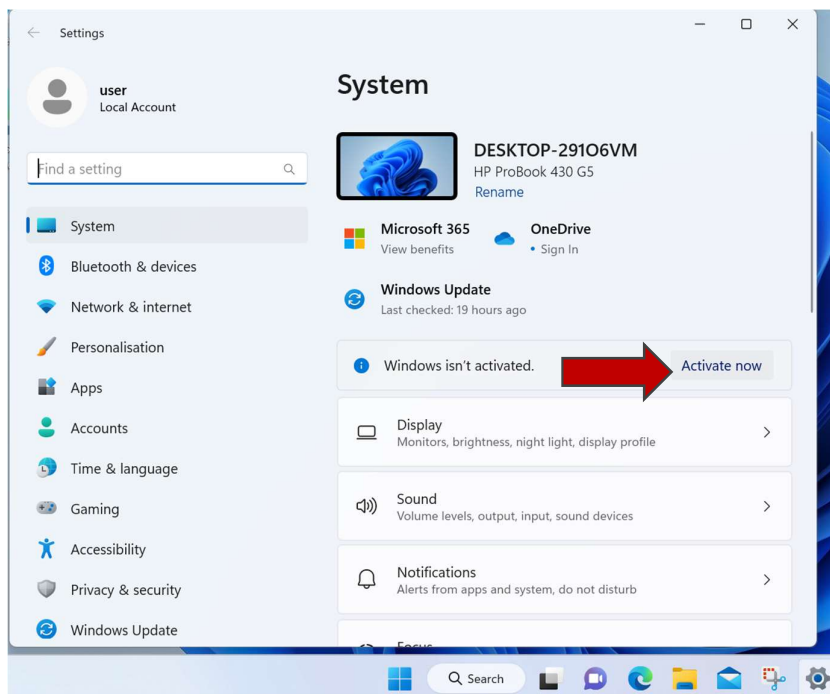 Settings
user
Local Account
Find a setting
System
Bluetooth & devices
Network & internet
Personalisation
Apps
Accounts
Time & language
Gaming
Accessibility
Privacy & security
Windows Update
System
DESKTOP-291O6VM
HP ProBook 430 G5
Rename
Microsoft 365
View benefits
OneDrive
• Sign In
Windows Update
Last checked: 19 hours ago
Windows isn't activated.
Activate now
Display
Monitors, brightness, night light, display profile
Sound
Volume levels, output, input, sound devices
Notifications
Alerts from apps and system, do not disturb
Focus
Search